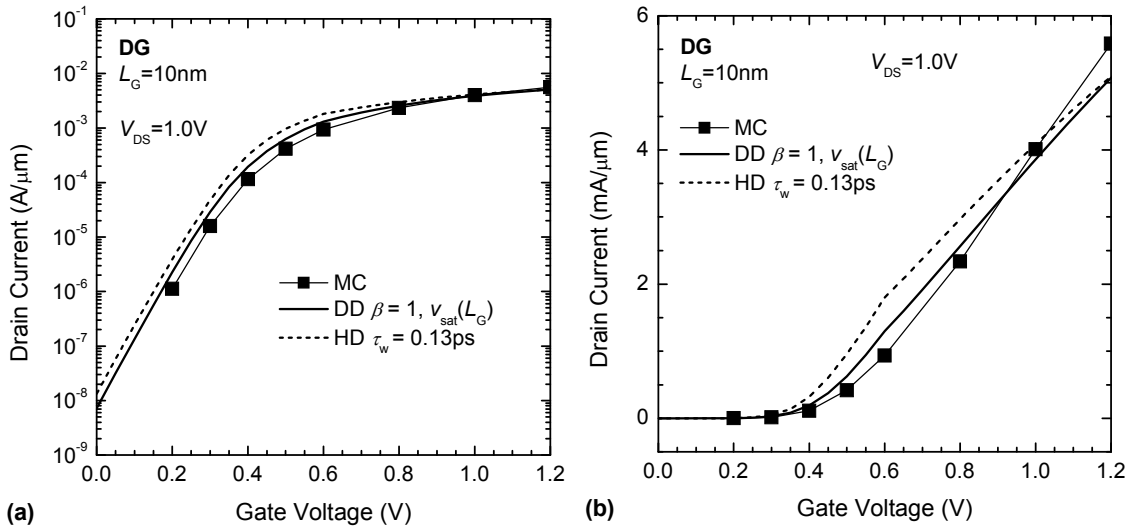 10⁻¹
10⁻²
10⁻³
10⁻⁴
10⁻⁵
10⁻⁶
10⁻⁷
10⁻⁸
10⁻⁹
Drain Current (A/μm)
DG
L_G=10nm
V_DS=1.0V
MC
DD β = 1, v_sat(L_G)
HD τ_w = 0.13ps
0.0 0.2 0.4 0.6 0.8 1.0 1.2
Gate Voltage (V)
(a)
6
4
2
0
Drain Current (mA/μm)
DG
L_G=10nm
V_DS=1.0V
MC
DD β = 1, v_sat(L_G)
HD τ_w = 0.13ps
0.0 0.2 0.4 0.6 0.8 1.0 1.2
Gate Voltage (V)
(b)